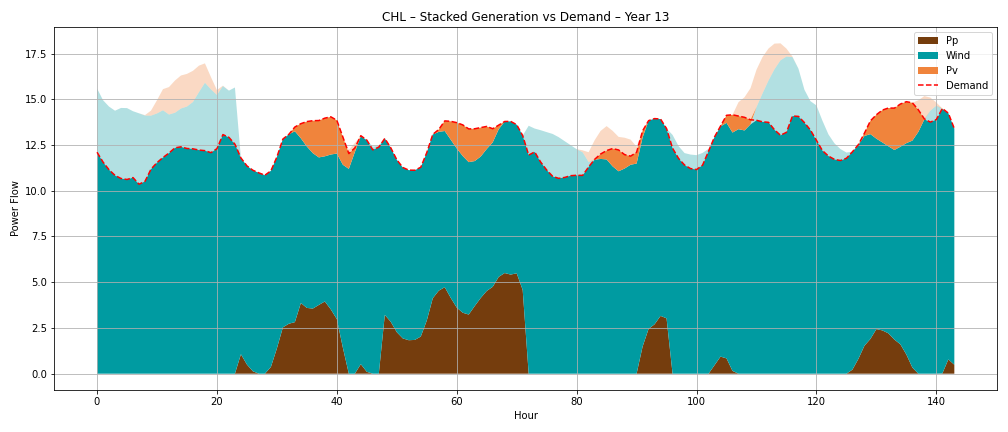 CHL – Stacked Generation vs Demand – Year 13
Power Flow
17.5
15.0
12.5
10.0
7.5
5.0
2.5
0.0
Pp
Wind
Pv
Demand
0 20 40 60 80 100 120 140
Hour